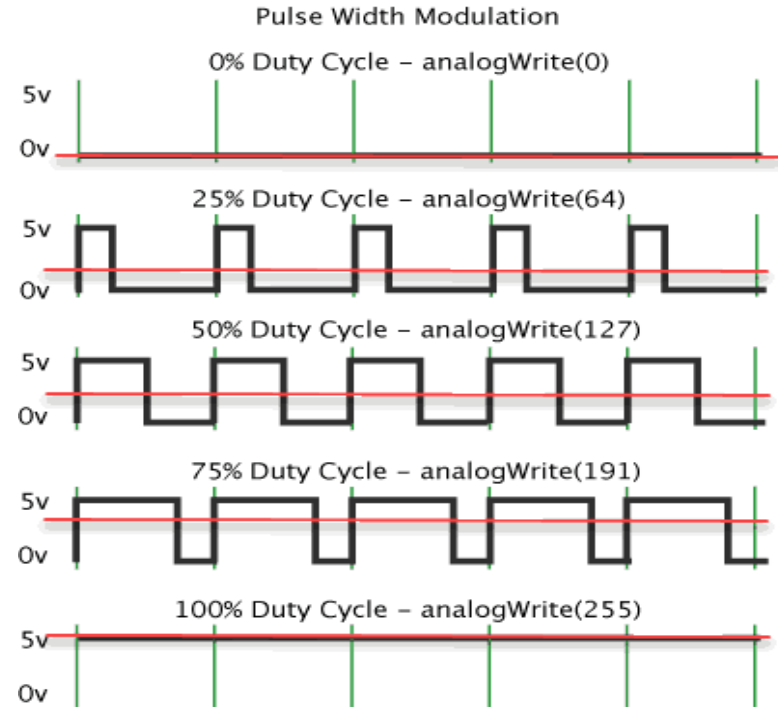 Pulse Width Modulation
0% Duty Cycle – analogWrite(0)
5v
0v
25% Duty Cycle – analogWrite(64)
5v
0v
50% Duty Cycle – analogWrite(127)
5v
0v
75% Duty Cycle – analogWrite(191)
5v
0v
100% Duty Cycle – analogWrite(255)
5v
0v